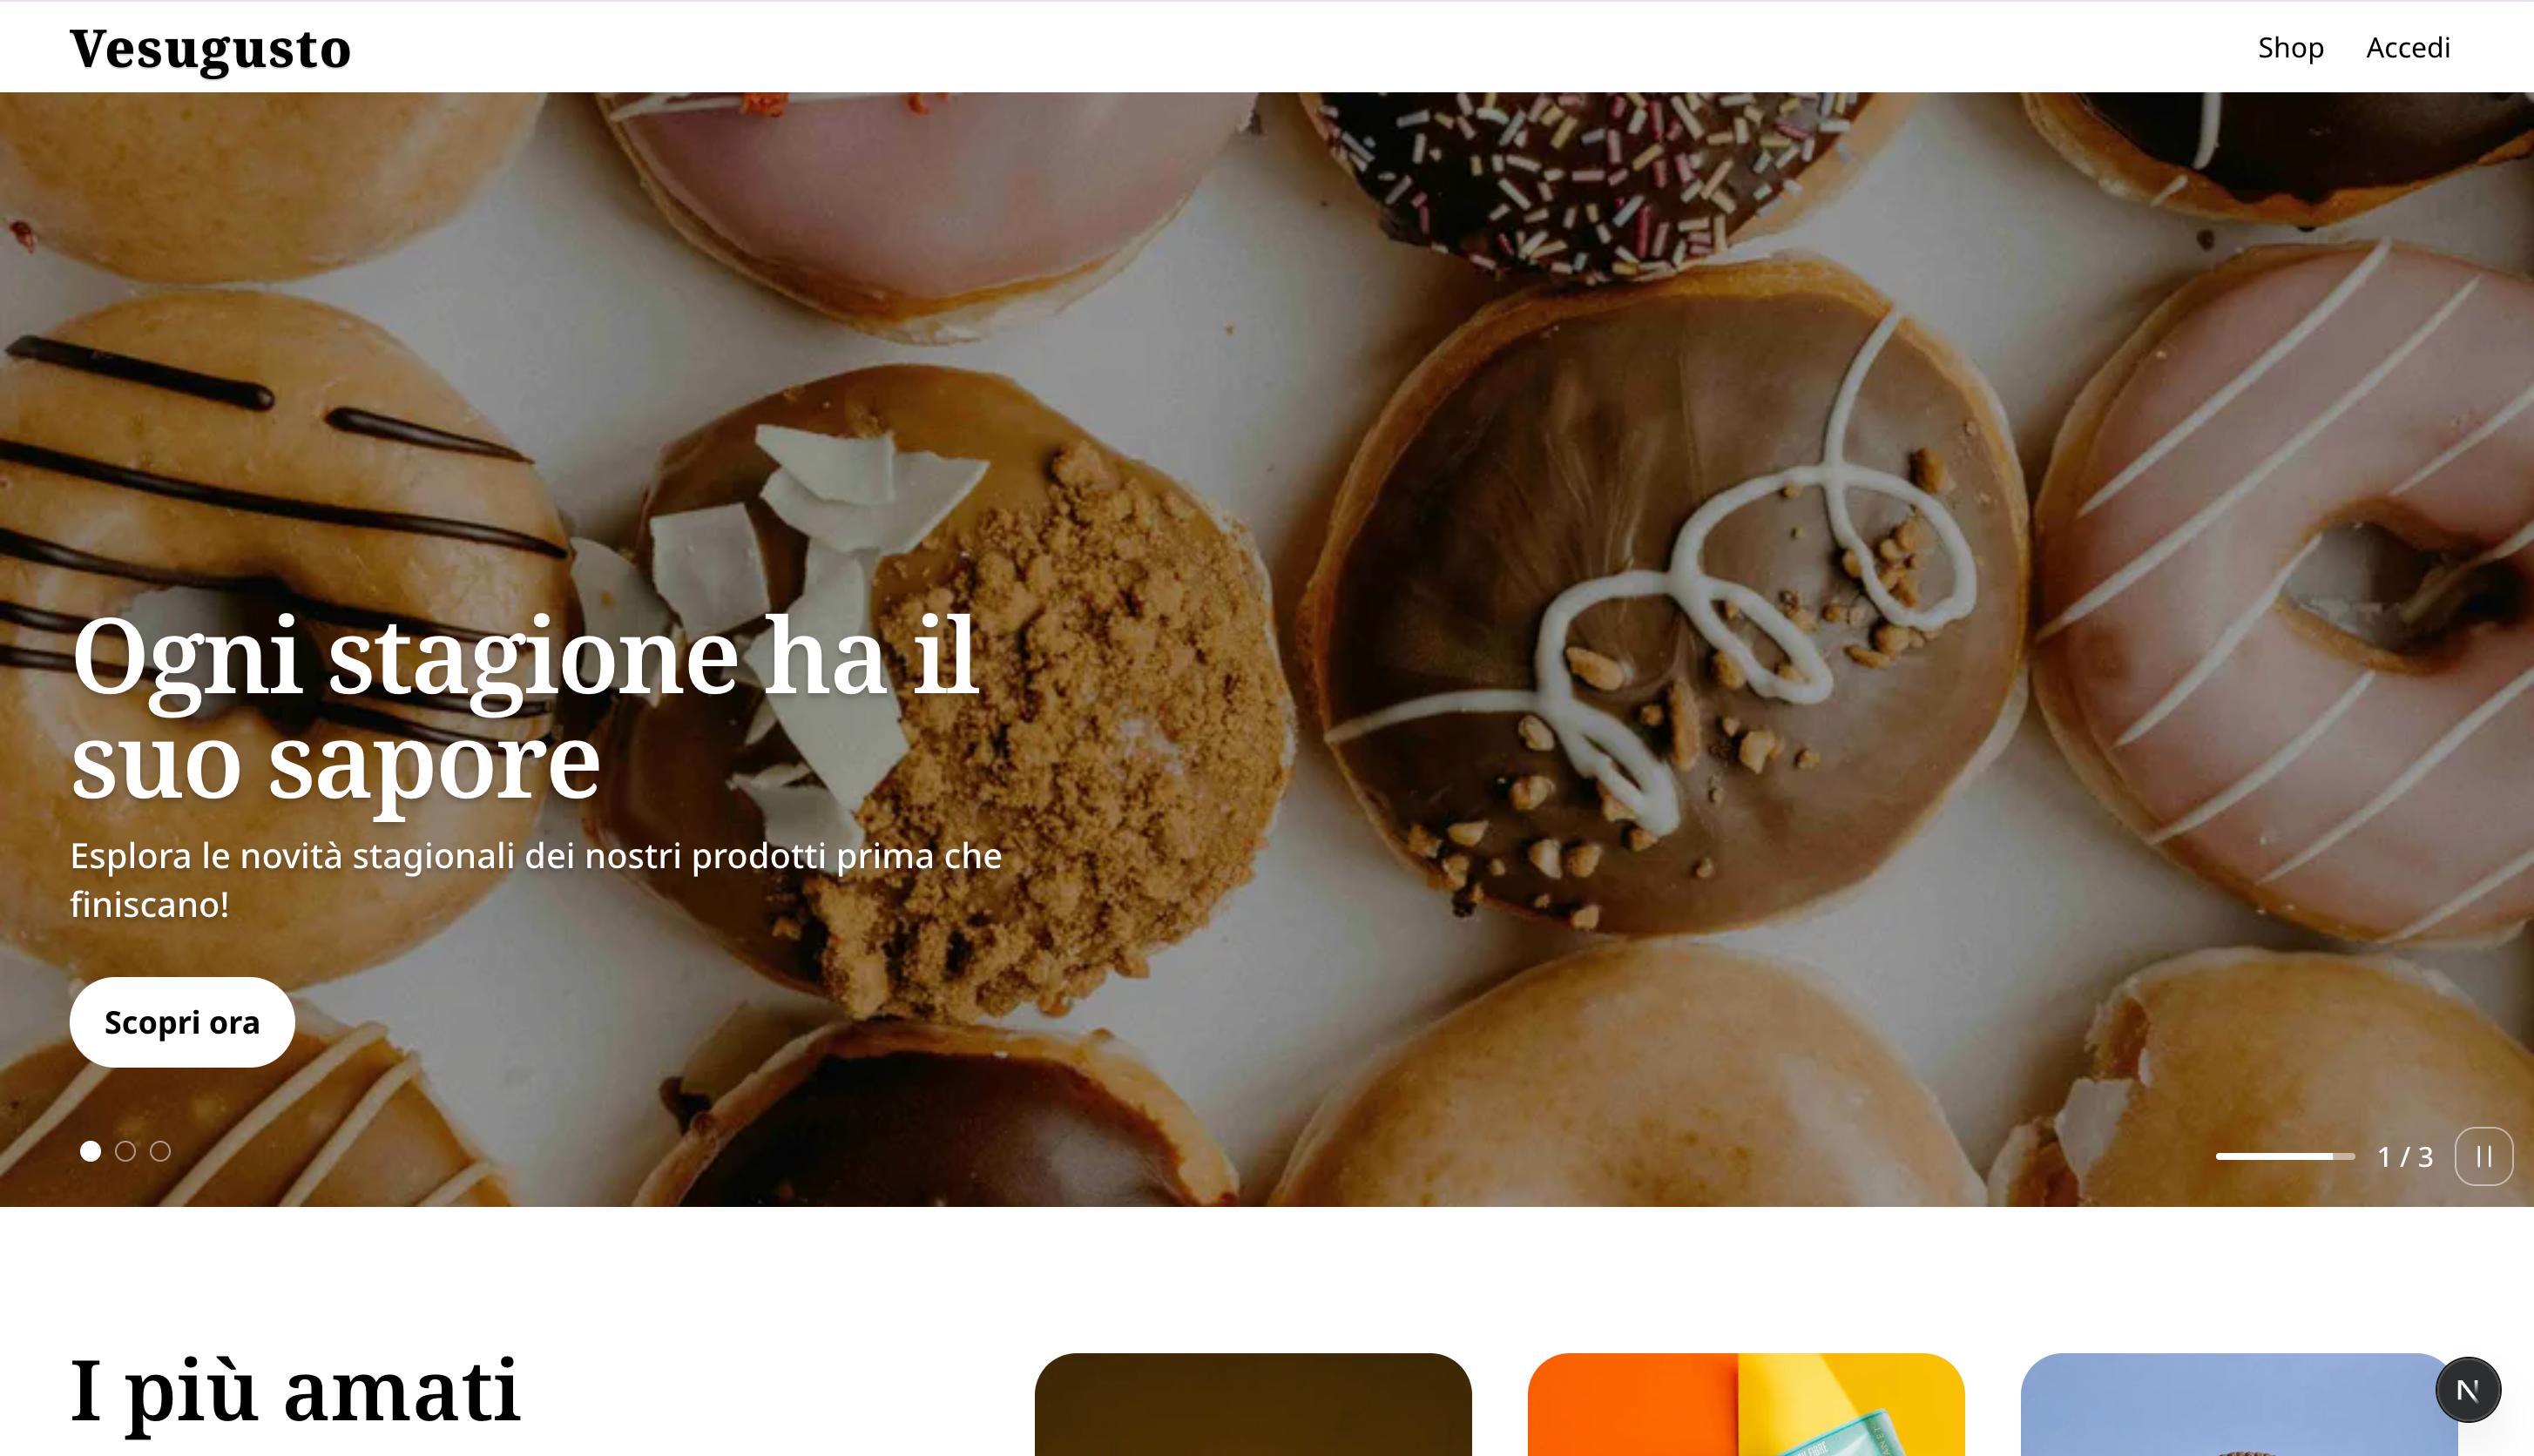 Vesugusto
Shop
Accedi
Ogni stagione ha il
suo sapore
Esplora le novità stagionali dei nostri prodotti prima che
finiscano!
Scopri ora
1 / 3
I più amati
N